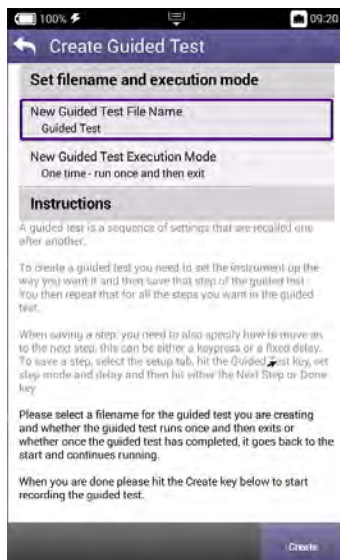 100%
09:20
Create Guided Test
Set filename and execution mode
New Guided Test File Name
Guided Test
New Guided Test Execution Mode
One time - run once and then exit
Instructions
A guided test is a sequence of settings that are recalled one
after another.
To create a guided test you need to set the instrument up the
way you want it and then save that step of the guided test.
You then repeat that for all the steps you want in the guided
test.
When saving a step, you need to also specify how to move on
to the next step, this can be either a keypress or a fixed delay.
To save a step, select the setup tab, hit the Guided Test key, set
step mode and delay and then hit either the Next Step or Done
key.
Please select a filename for the guided test you are creating
and whether the guided test runs once and then exits or
whether once the guided test has completed, it goes back to the
start and continues running.
When you are done please hit the Create key below to start
recording the guided test.
Create